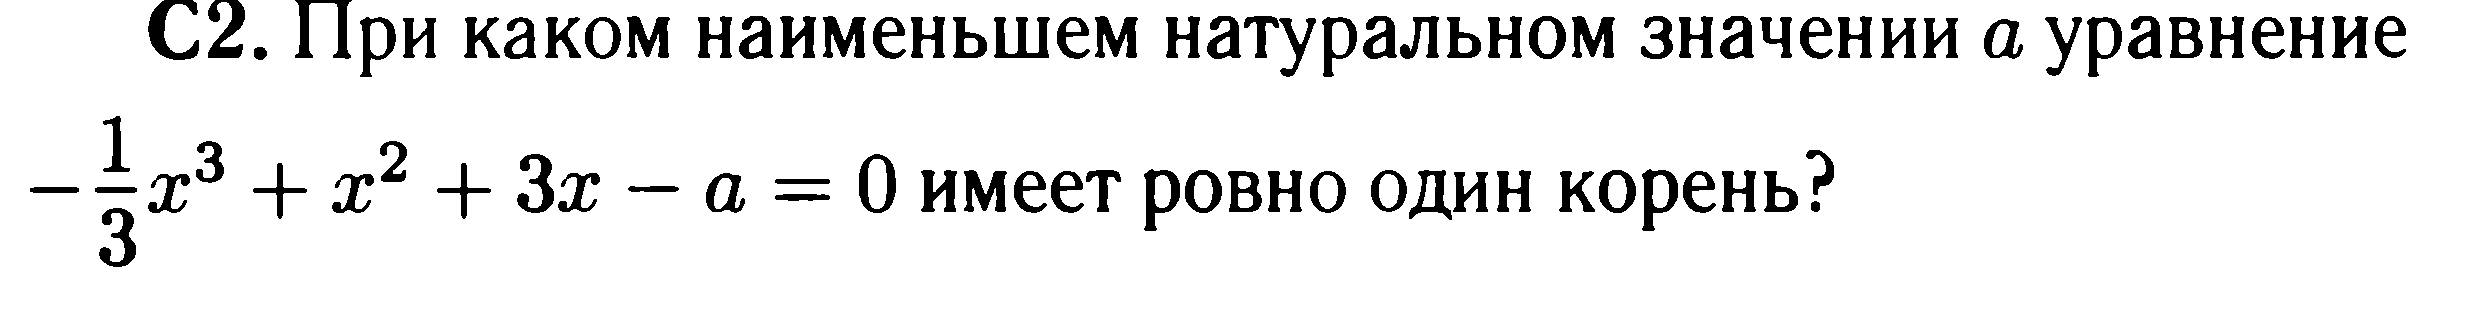 С2. При каком наименьшем натуральном значении a уравнение
−1/3x³ + x² + 3x − a = 0 имеет ровно один корень?